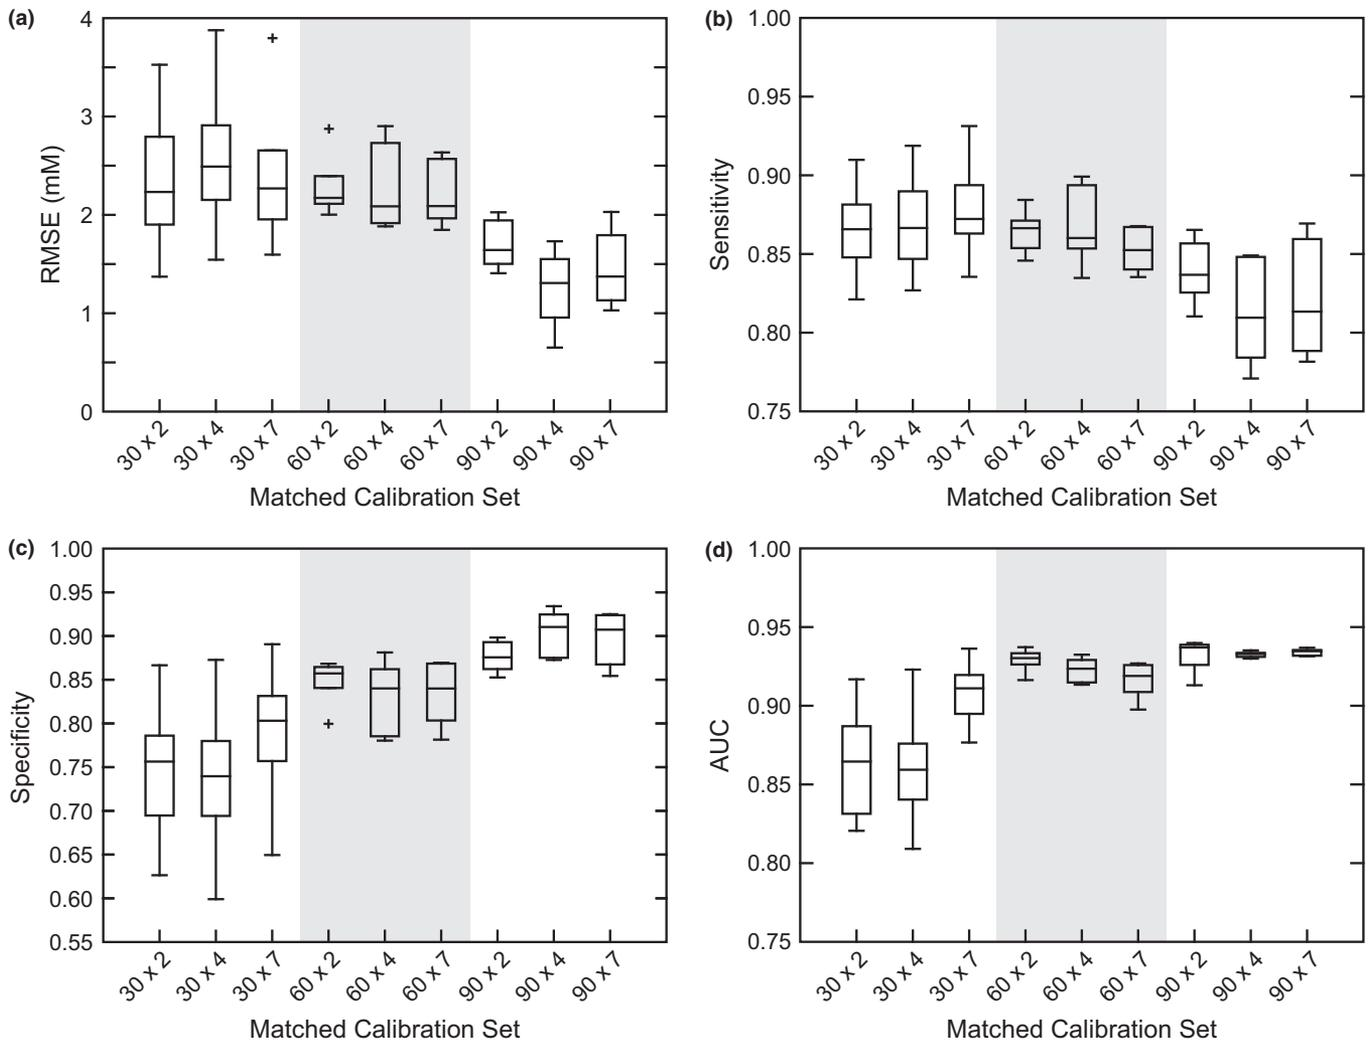 (a)
4
3
2
1
0
RMSE (mM)
30 x 2
30 x 4
30 x 7
60 x 2
60 x 4
60 x 7
90 x 2
90 x 4
90 x 7
Matched Calibration Set
(b)
1.00
0.95
0.90
0.85
0.80
0.75
Sensitivity
30 x 2
30 x 4
30 x 7
60 x 2
60 x 4
60 x 7
90 x 2
90 x 4
90 x 7
Matched Calibration Set
(c)
1.00
0.95
0.90
0.85
0.80
0.75
0.70
0.65
0.60
0.55
Specificity
30 x 2
30 x 4
30 x 7
60 x 2
60 x 4
60 x 7
90 x 2
90 x 4
90 x 7
Matched Calibration Set
(d)
1.00
0.95
0.90
0.85
0.80
0.75
AUC
30 x 2
30 x 4
30 x 7
60 x 2
60 x 4
60 x 7
90 x 2
90 x 4
90 x 7
Matched Calibration Set